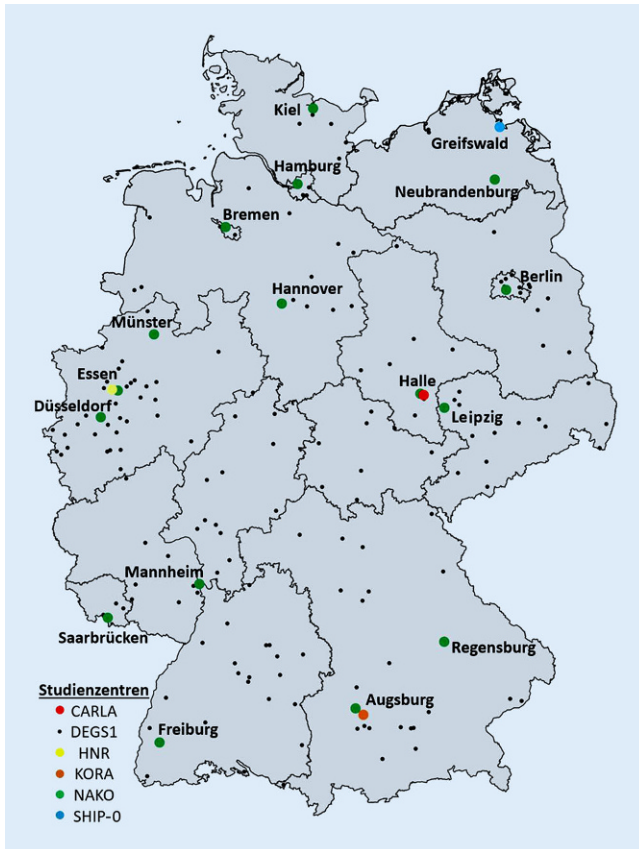 Kiel
Greifswald
Hamburg
Neubrandenburg
Bremen
Berlin
Hannover
Münster
Essen
Halle
Düsseldorf
Leipzig
Mannheim
Saarbrücken
Regensburg
Studienzentren
CARLA
Augsburg
DEGS1
Freiburg
HNR
KORA
NAKO
SHIP-0